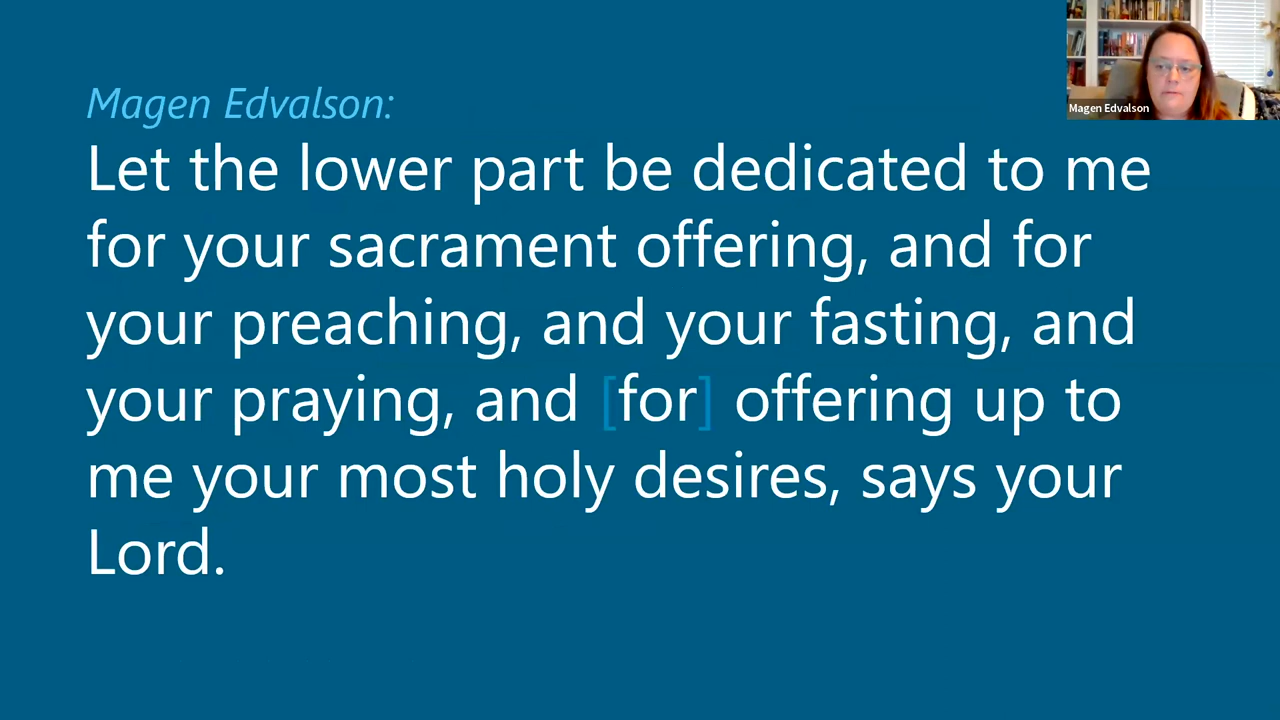 Magen Edvalson:
Let the lower part be dedicated to me
for your sacrament offering, and for
your preaching, and your fasting, and
your praying, and [for] offering up to
me your most holy desires, says your
Lord.
Magen Edvalson